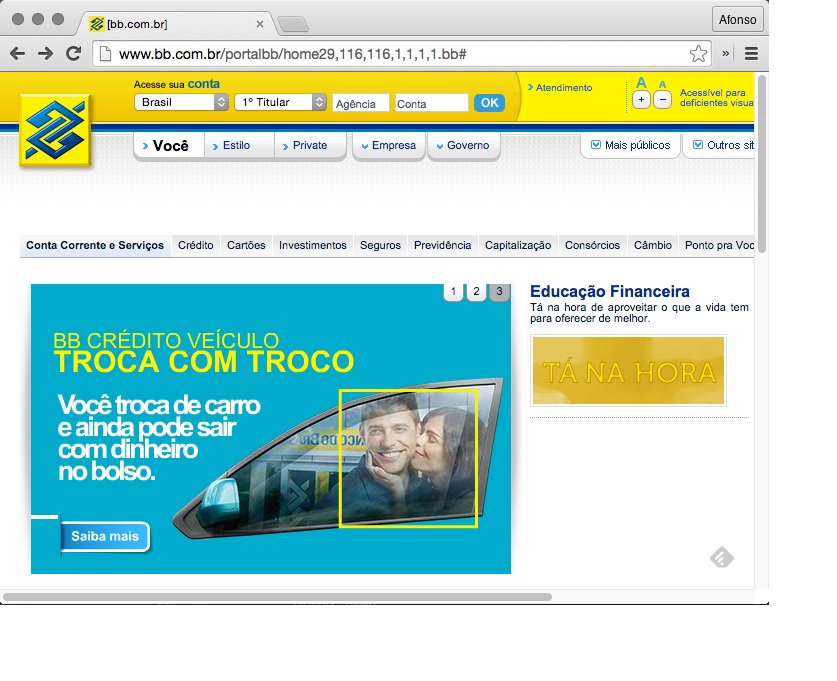 [bb.com.br]
Afonso
www.bb.com.br/portalbb/home29,116,116,1,1,1,1.bb#
»
Acesse sua conta
Brasil
1º Titular
Agência
Conta
OK
Atendimento
A A
+ −
Acessível para
deficientes visua
Você
Estilo
Private
Empresa
Governo
Mais públicos
Outros sit
Conta Corrente e Serviços
Crédito
Cartões
Investimentos
Seguros
Previdência
Capitalização
Consórcios
Câmbio
Ponto pra Voc
1 2 3
BB CRÉDITO VEÍCULO
TROCA COM TROCO
Você troca de carro
e ainda pode sair
com dinheiro
no bolso.
Saiba mais
Educação Financeira
Tá na hora de aproveitar o que a vida tem
para oferecer de melhor.
TÁ NA HORA